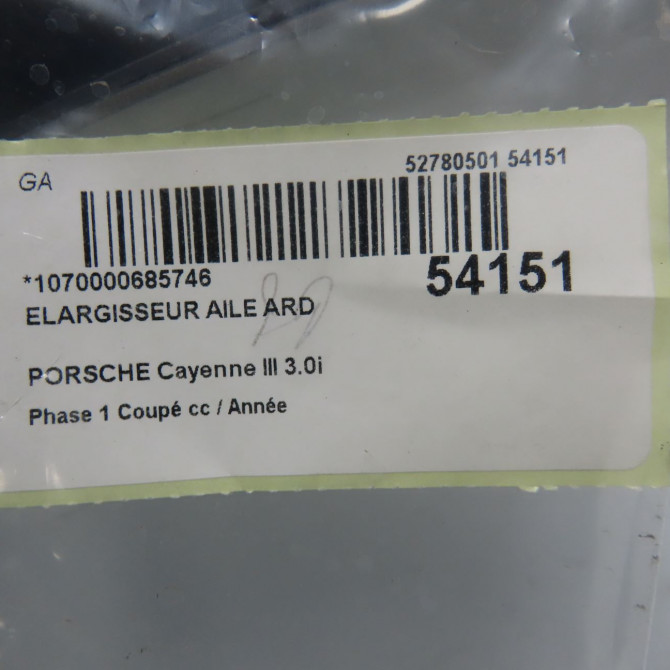 GA
52780501 54151
*1070000685746
54151
ELARGISSEUR AILE ARD
PORSCHE Cayenne III 3.0i
Phase 1 Coupé cc / Année